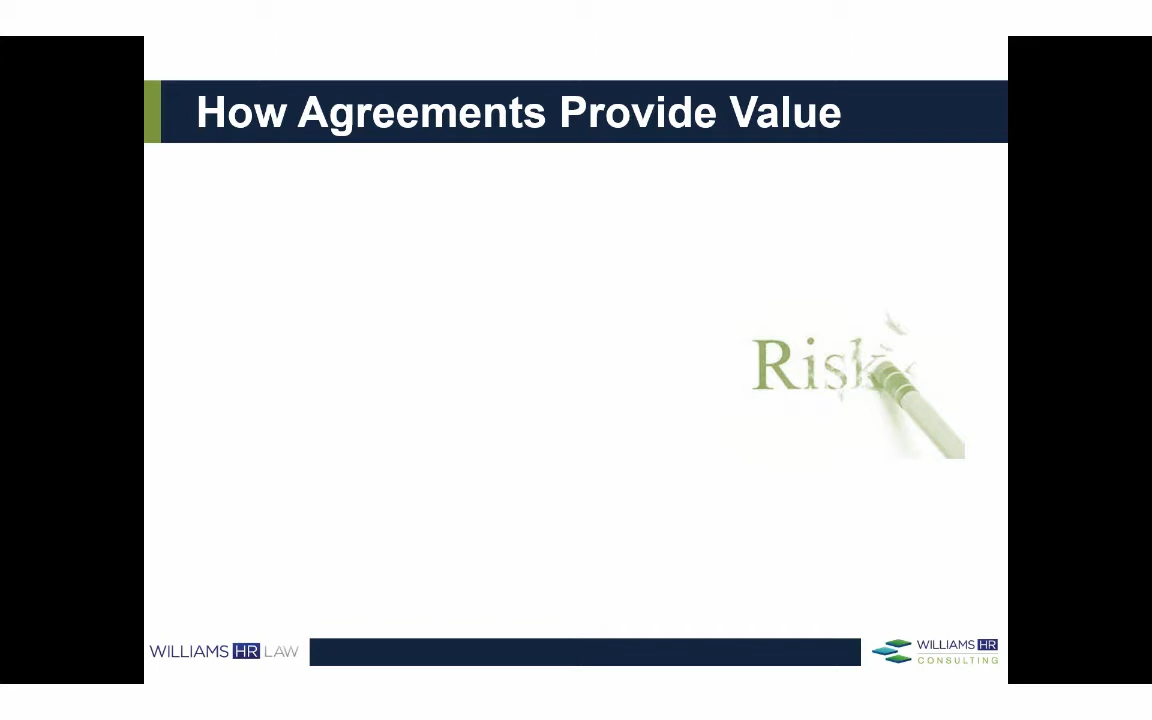 How Agreements Provide Value
Risk
WILLIAMS HR LAW
WILLIAMS HR
CONSULTING